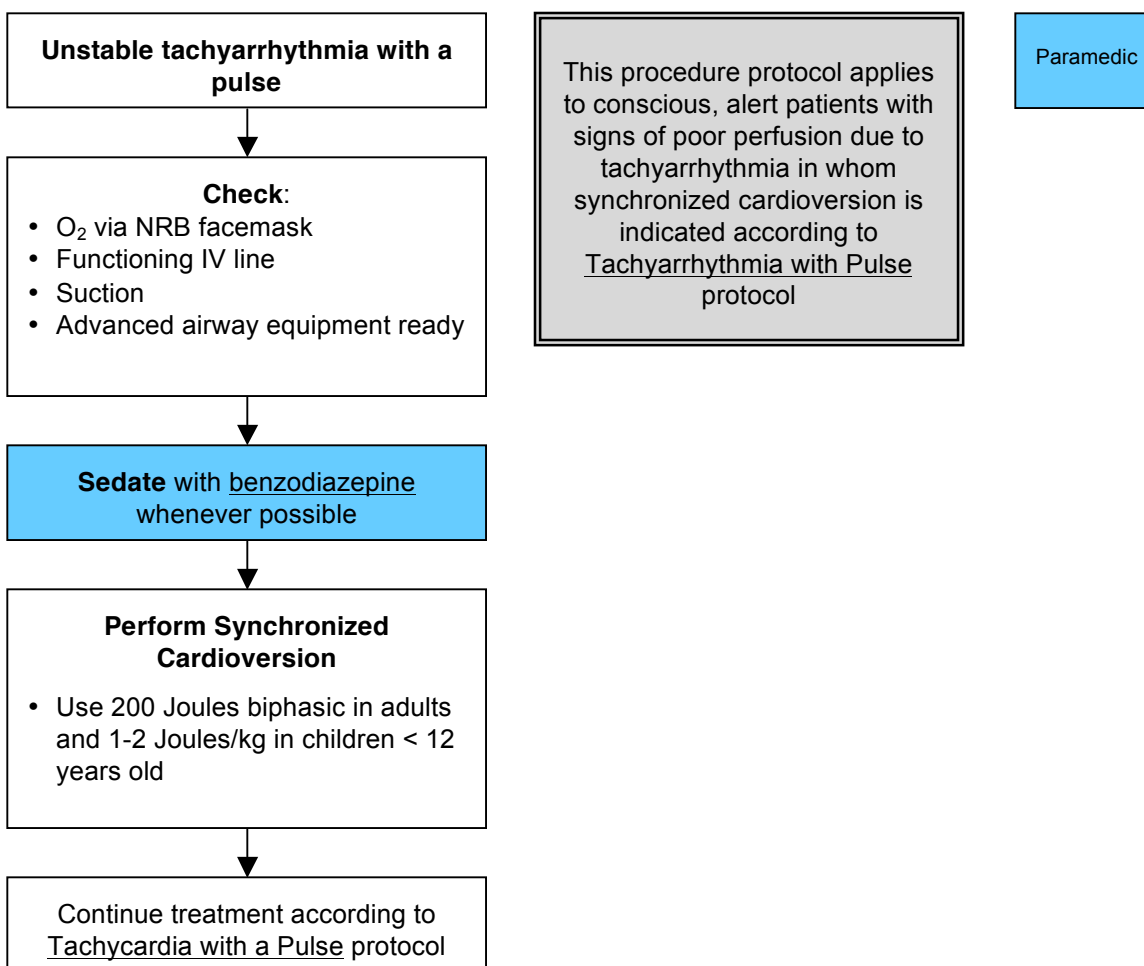 Unstable tachyarrhythmia with a
pulse
Check:
• O₂ via NRB facemask
• Functioning IV line
• Suction
• Advanced airway equipment ready
Sedate with benzodiazepine
whenever possible
Perform Synchronized
Cardioversion
• Use 200 Joules biphasic in adults
and 1-2 Joules/kg in children < 12
years old
Continue treatment according to
Tachycardia with a Pulse protocol
This procedure protocol applies
to conscious, alert patients with
signs of poor perfusion due to
tachyarrhythmia in whom
synchronized cardioversion is
indicated according to
Tachyarrhythmia with Pulse
protocol
Paramedic